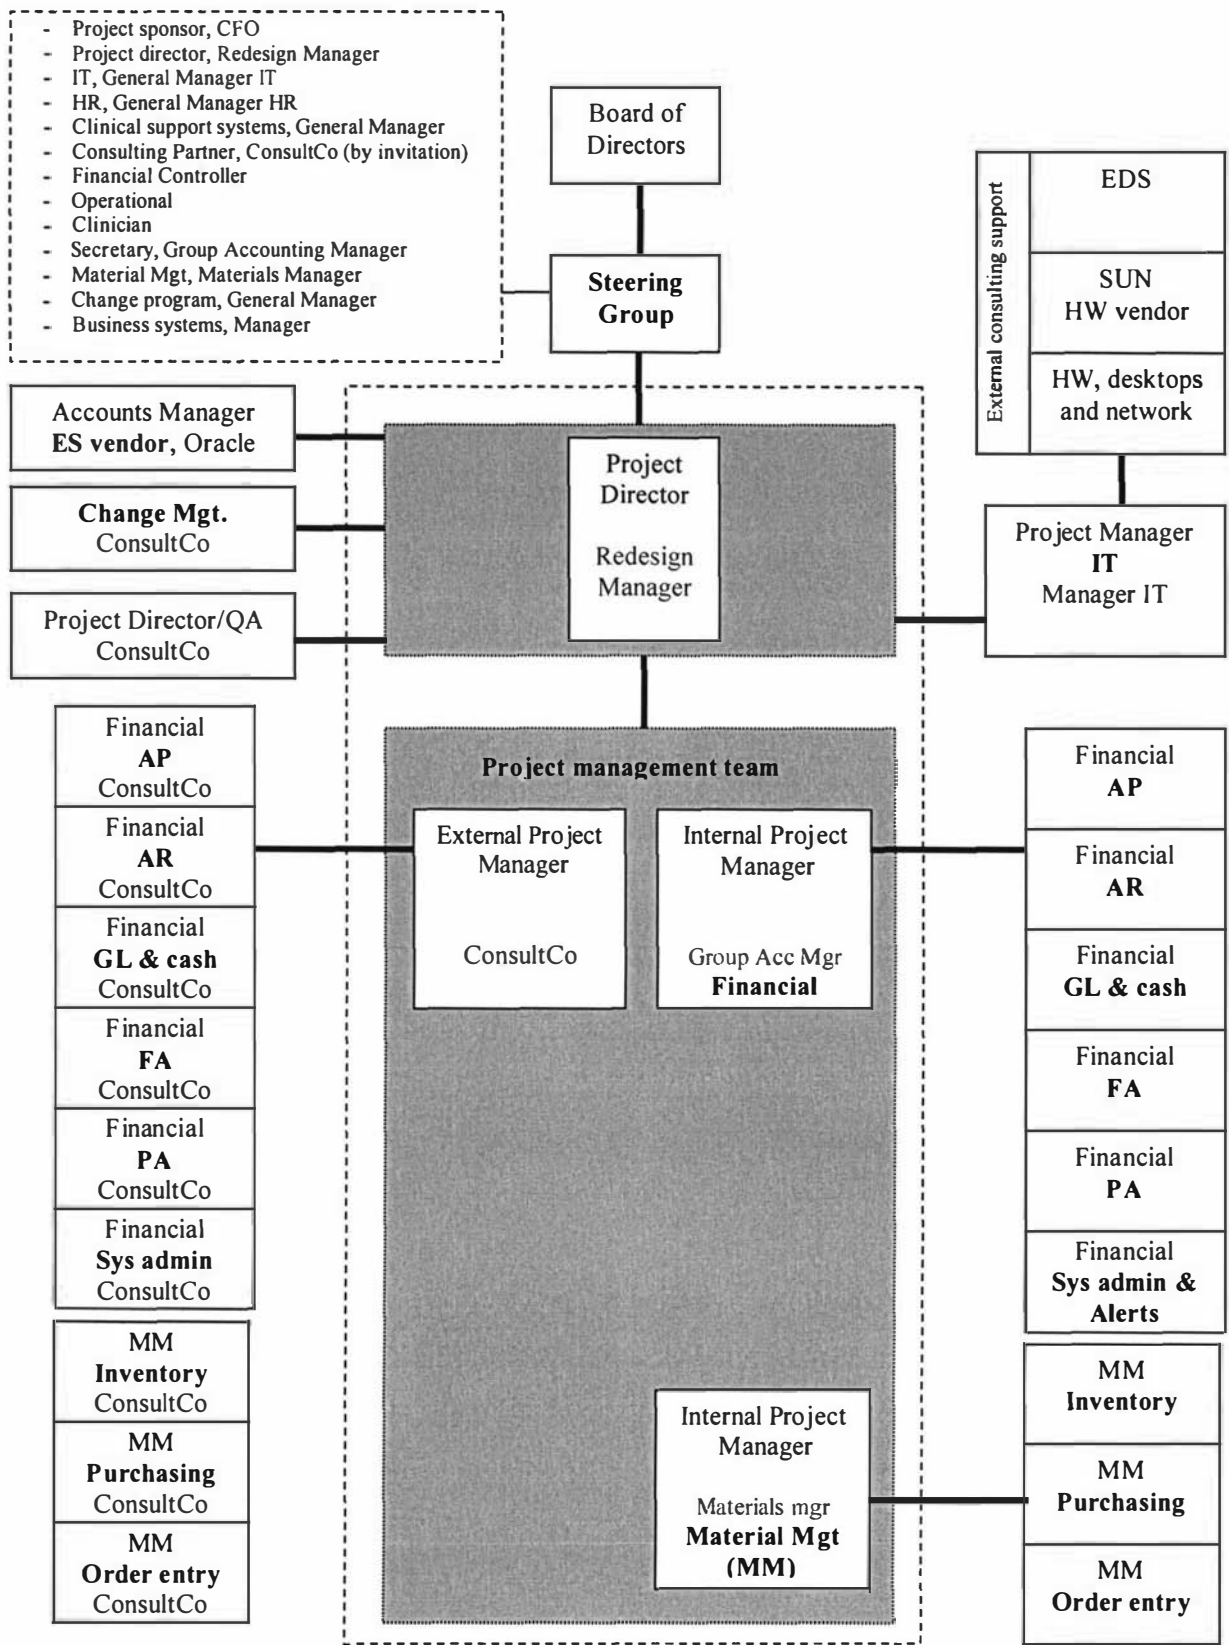 - Project sponsor, CFO
- Project director, Redesign Manager
- IT, General Manager IT
- HR, General Manager HR
- Clinical support systems, General Manager
- Consulting Partner, ConsultCo (by invitation)
- Financial Controller
- Operational
- Clinician
- Secretary, Group Accounting Manager
- Material Mgt, Materials Manager
- Change program, General Manager
- Business systems, Manager
Board of
Directors
Steering
Group
External consulting support
EDS
SUN
HW vendor
HW, desktops
and network
Accounts Manager
ES vendor, Oracle
Change Mgt.
ConsultCo
Project Director/QA
ConsultCo
Project
Director
Redesign
Manager
Project Manager
IT
Manager IT
Financial
AP
ConsultCo
Financial
AR
ConsultCo
Financial
GL & cash
ConsultCo
Financial
FA
ConsultCo
Financial
PA
ConsultCo
Financial
Sys admin
ConsultCo
MM
Inventory
ConsultCo
MM
Purchasing
ConsultCo
MM
Order entry
ConsultCo
Project management team
External Project
Manager
ConsultCo
Internal Project
Manager
Group Acc Mgr
Financial
Internal Project
Manager
Materials mgr
Material Mgt
(MM)
Financial
AP
Financial
AR
Financial
GL & cash
Financial
FA
Financial
PA
Financial
Sys admin &
Alerts
MM
Inventory
MM
Purchasing
MM
Order entry